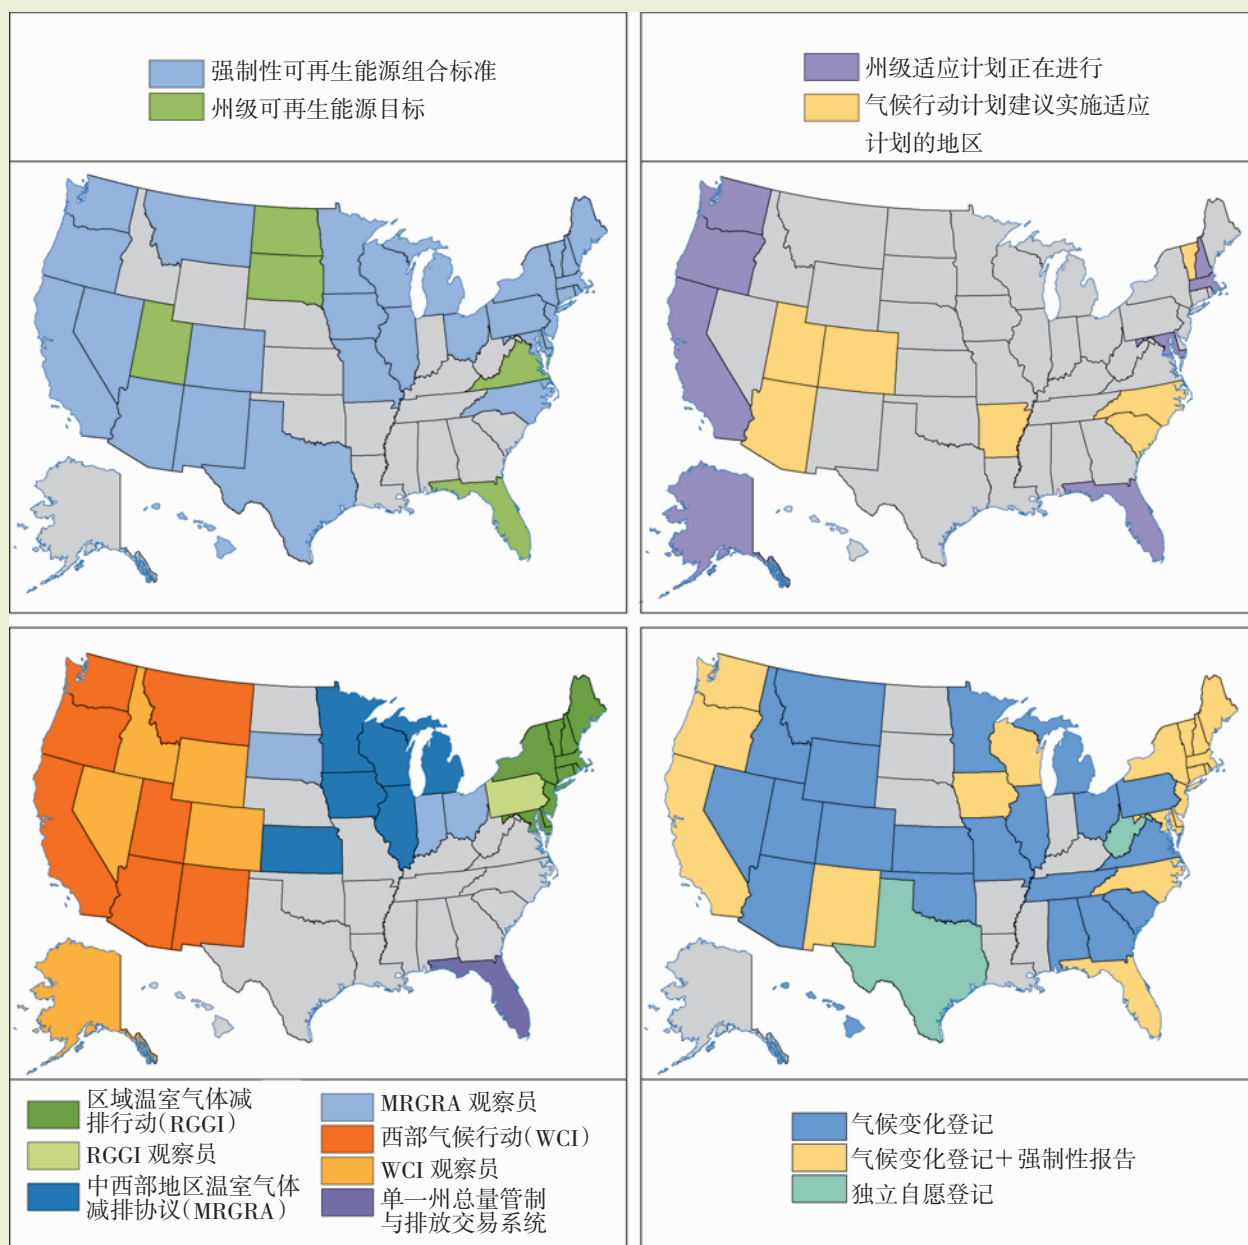 强制性可再生能源组合标准
州级可再生能源目标
州级适应计划正在进行
气候行动计划建议实施适应
计划的地区
区域温室气体减
排行动(RGGI)
RGGI 观察员
中西部地区温室气体
减排协议(MRGRA)
MRGRA 观察员
西部气候行动(WCI)
WCI 观察员
单一州总量管制
与排放交易系统
气候变化登记
气候变化登记+强制性报告
独立自愿登记